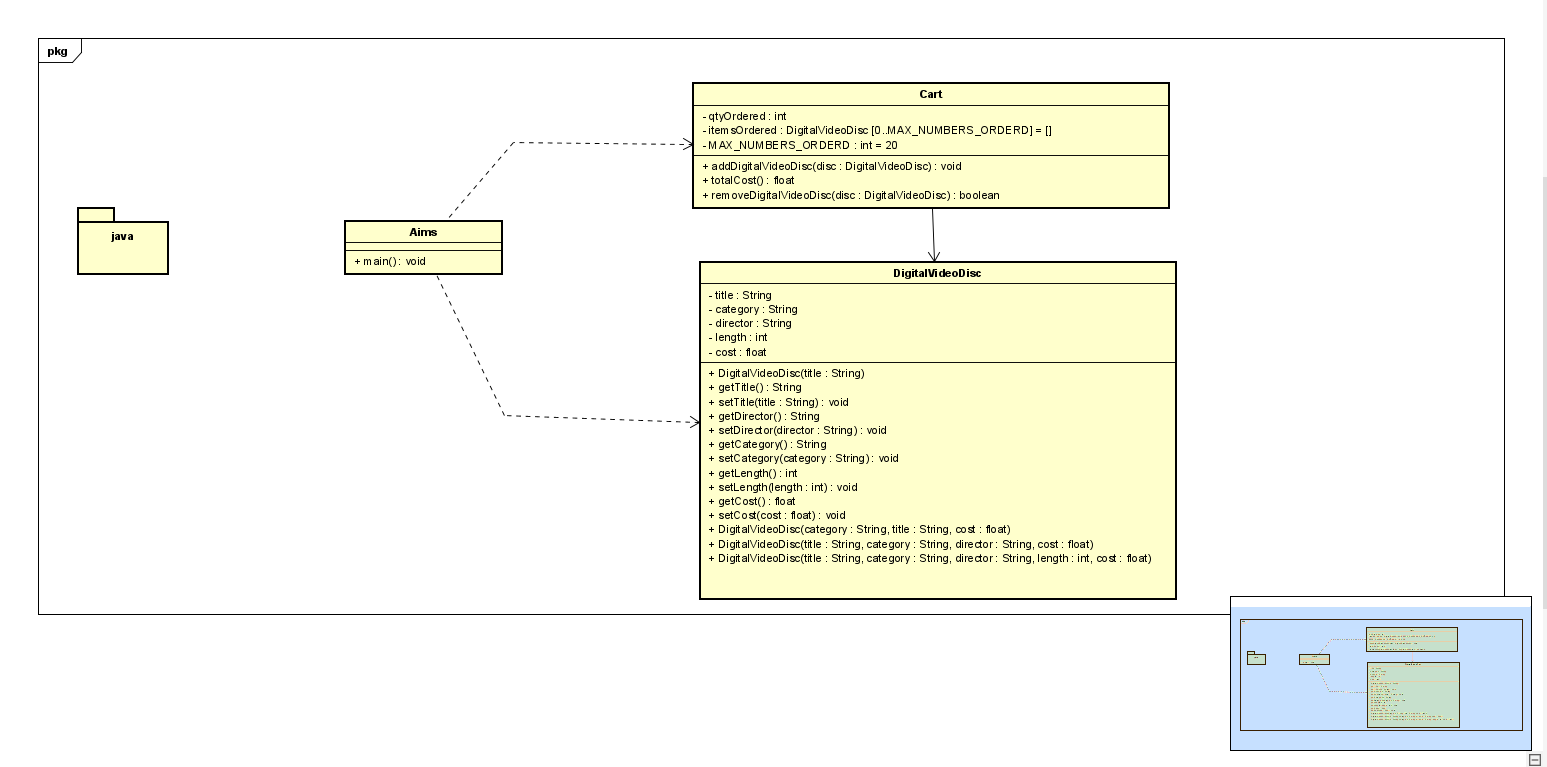 pkg
Cart
- qtyOrdered : int
- itemsOrdered : DigitalVideoDisc [0..MAX_NUMBERS_ORDERD] = []
- MAX_NUMBERS_ORDERD : int = 20
+ addDigitalVideoDisc(disc : DigitalVideoDisc) : void
+ totalCost() : float
+ removeDigitalVideoDisc(disc : DigitalVideoDisc) : boolean
java
Aims
+ main() : void
DigitalVideoDisc
- title : String
- category : String
- director : String
- length : int
- cost : float
+ DigitalVideoDisc(title : String)
+ getTitle() : String
+ setTitle(title : String) : void
+ getDirector() : String
+ setDirector(director : String) : void
+ getCategory() : String
+ setCategory(category : String) : void
+ getLength() : int
+ setLength(length : int) : void
+ getCost() : float
+ setCost(cost : float) : void
+ DigitalVideoDisc(category : String, title : String, cost : float)
+ DigitalVideoDisc(title : String, category : String, director : String, cost : float)
+ DigitalVideoDisc(title : String, category : String, director : String, length : int, cost : float)